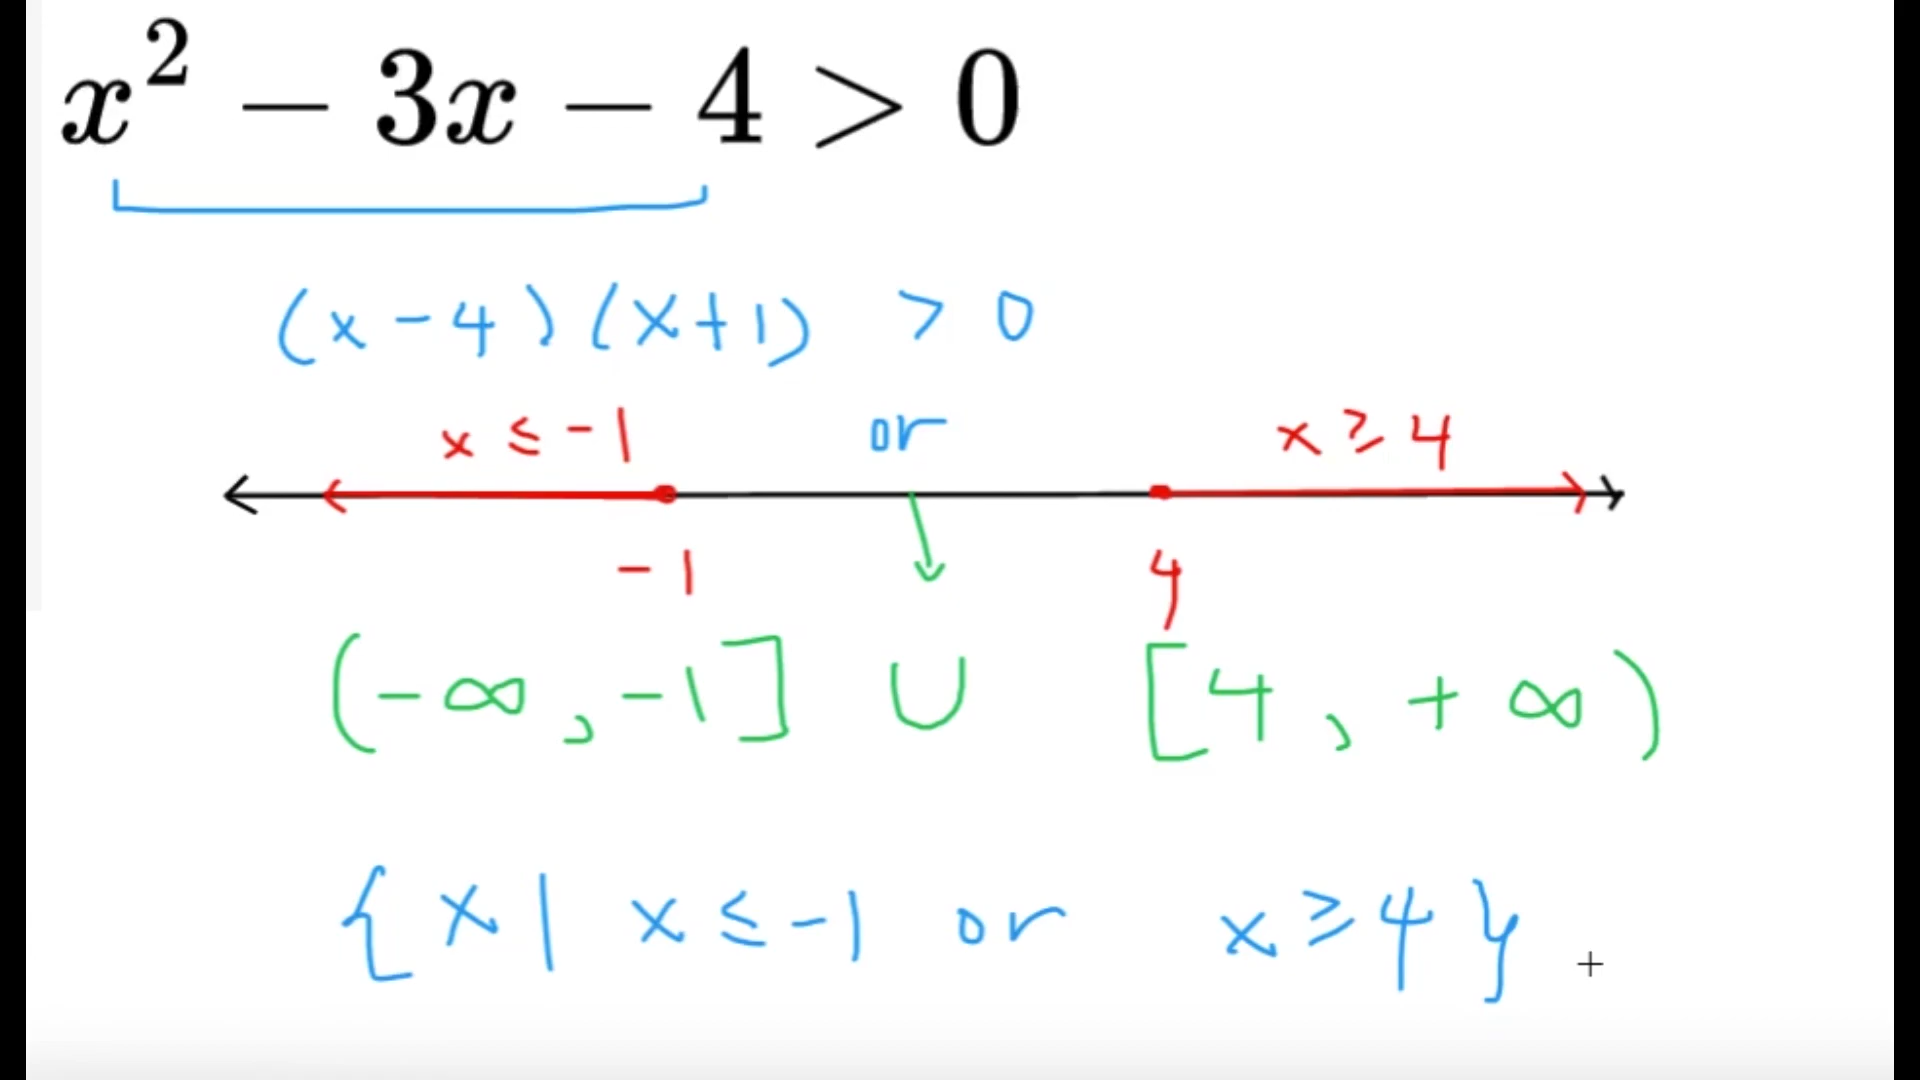 x² − 3x − 4 > 0
(x - 4) (x + 1) > 0
x ≤ -1 or x ≥ 4
-1 4
(-∞, -1] ∪ [4, +∞)
{x | x ≤ -1 or x ≥ 4}